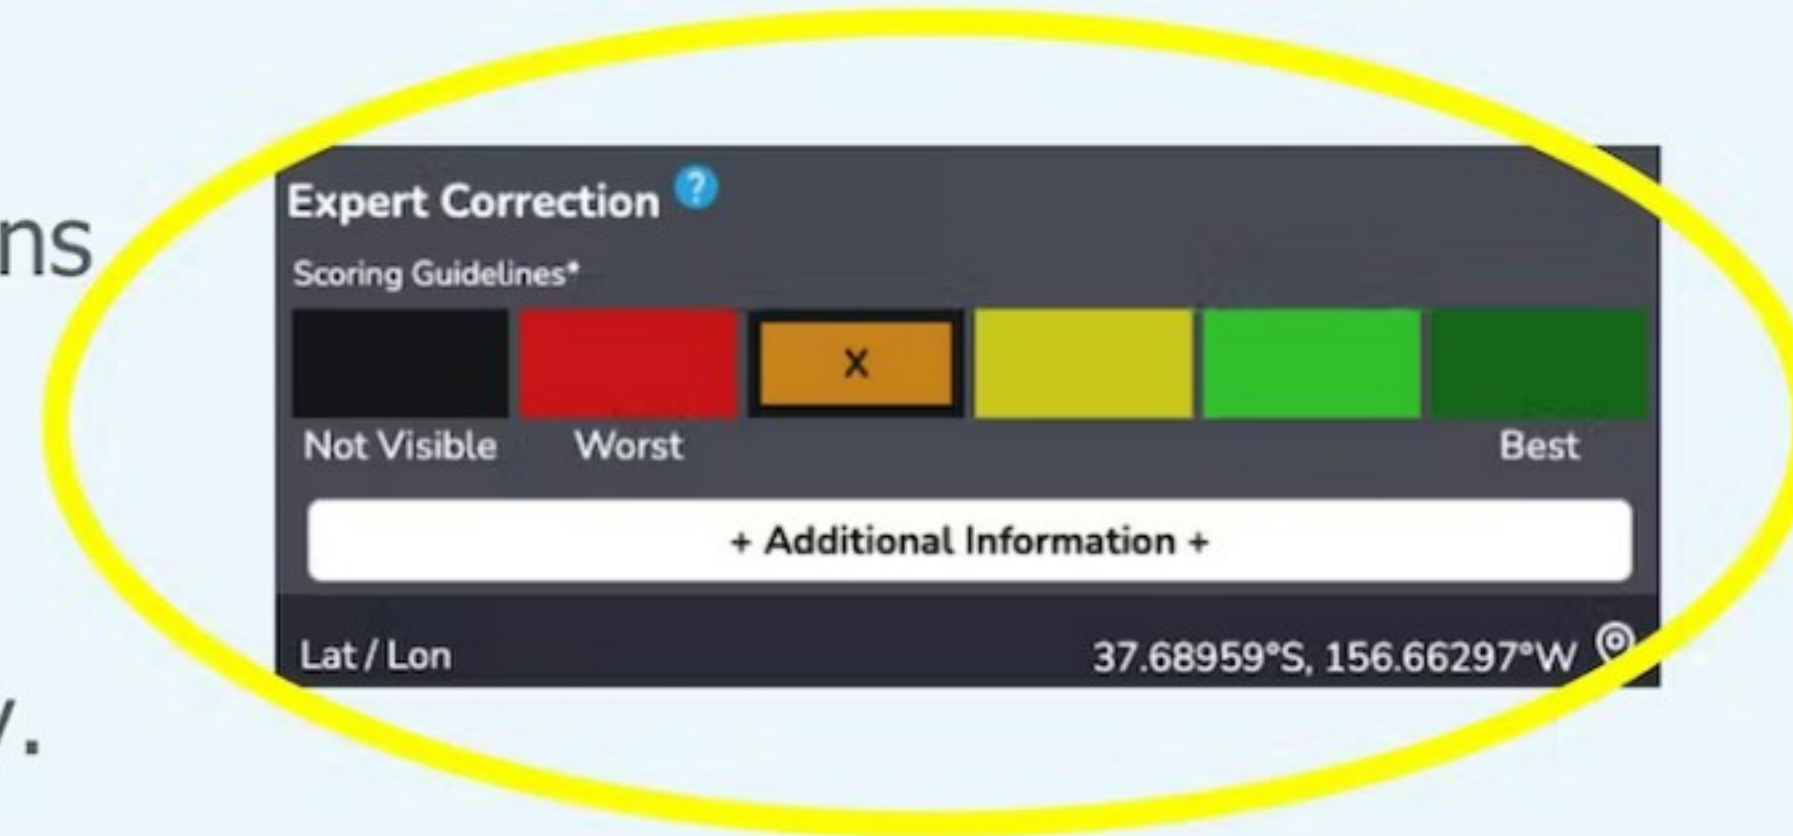 ns
Expert Correction ?
Scoring Guidelines*
X
Not Visible Worst Best
+ Additional Information +
Lat / Lon 37.68959°S, 156.66297°W
.